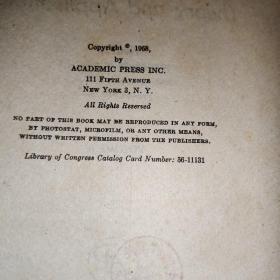 Copyright ©, 1958,
by
ACADEMIC PRESS INC.
111 FIFTH AVENUE
NEW YORK 3, N. Y.
All Rights Reserved
NO PART OF THIS BOOK MAY BE REPRODUCED IN ANY FORM,
BY PHOTOSTAT, MICROFILM, OR ANY OTHER MEANS,
WITHOUT WRITTEN PERMISSION FROM THE PUBLISHERS.
Library of Congress Catalog Card Number: 56-11131